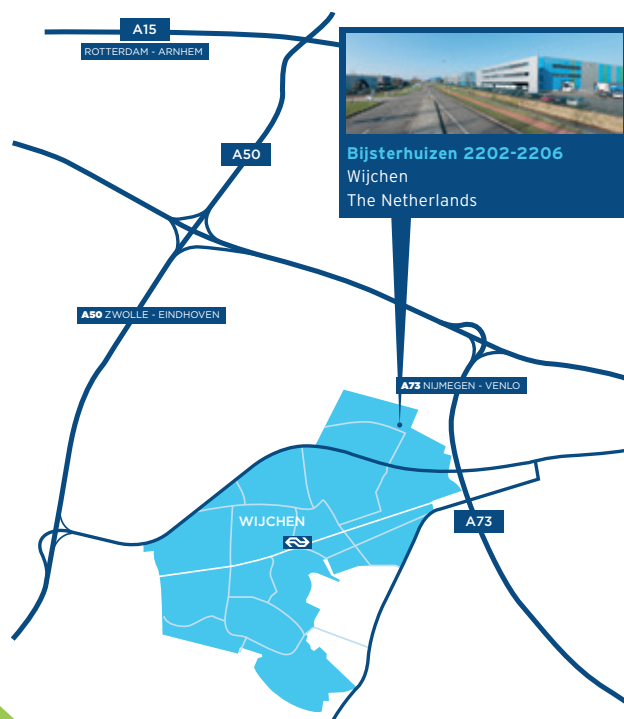 A15
ROTTERDAM - ARNHEM
A50
Bijsterhuizen 2202-2206
Wijchen
The Netherlands
A50 ZWOLLE - EINDHOVEN
A73 NIJMEGEN - VENLO
WIJCHEN
A73